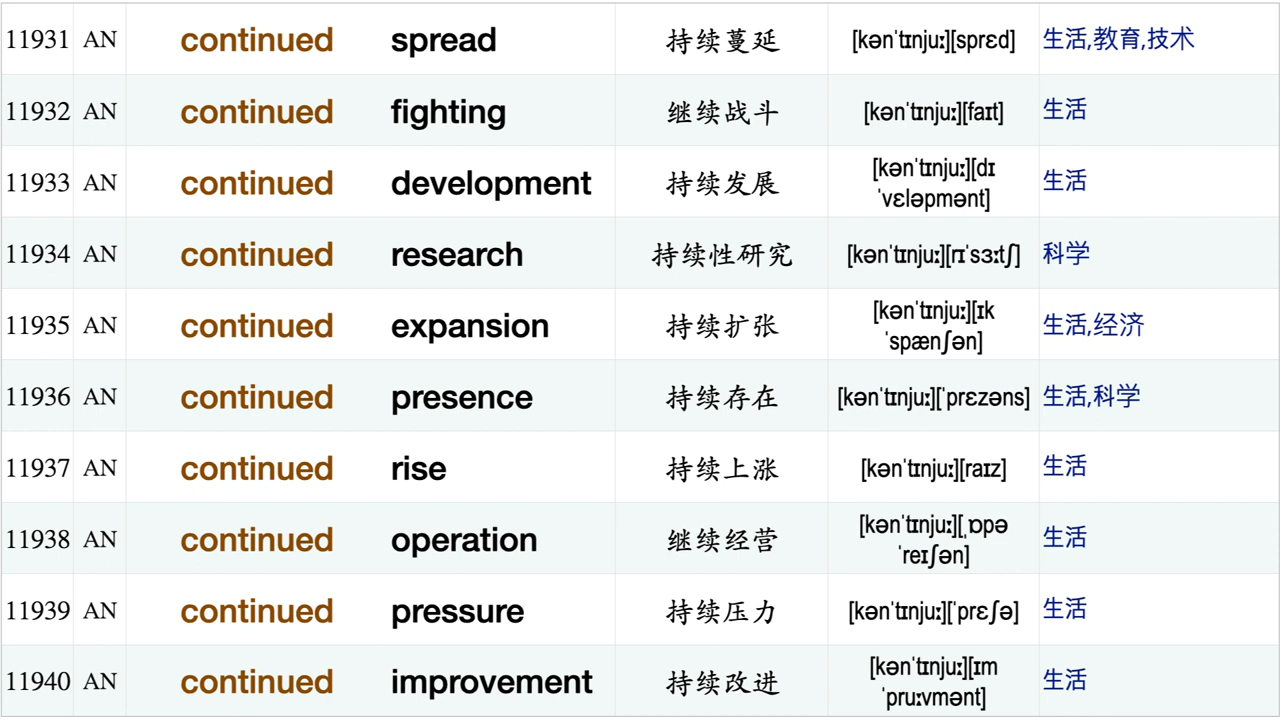 11931 AN continued spread 持续蔓延 [kənˈtɪnjuː][sprɛd] 生活,教育,技术
11932 AN continued fighting 继续战斗 [kənˈtɪnjuː][faɪt] 生活
11933 AN continued development 持续发展 [kənˈtɪnjuː][dɪ
ˈvɛləpmənt] 生活
11934 AN continued research 持续性研究 [kənˈtɪnjuː][rɪˈsɜːtʃ] 科学
11935 AN continued expansion 持续扩张 [kənˈtɪnjuː][ɪk
ˈspænʃən] 生活,经济
11936 AN continued presence 持续存在 [kənˈtɪnjuː][ˈprɛzəns] 生活,科学
11937 AN continued rise 持续上涨 [kənˈtɪnjuː][raɪz] 生活
11938 AN continued operation 继续经营 [kənˈtɪnjuː][ˌɒpə
ˈreɪʃən] 生活
11939 AN continued pressure 持续压力 [kənˈtɪnjuː][ˈprɛʃə] 生活
11940 AN continued improvement 持续改进 [kənˈtɪnjuː][ɪm
ˈpruːvmənt] 生活